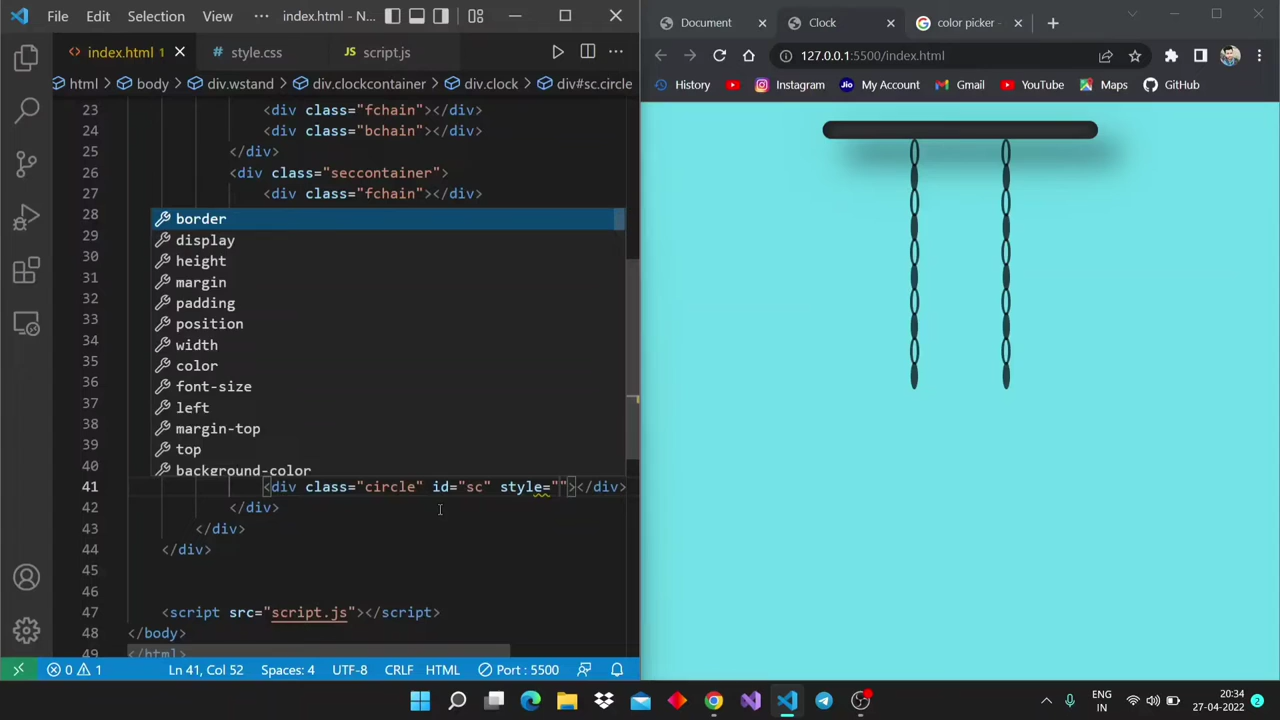 File Edit Selection View ··· index.html - N...
index.html 1 style.css script.js
html > body > div.wstand > div.clockcontainer > div.clock > div#sc.circle
23 <div class="fchain"></div>
24 <div class="bchain"></div>
25 </div>
26 <div class="seccontainer">
27 <div class="fchain"></div>
28
29
30
31
32
33
34
35
36
37
38
39
40
border
display
height
margin
padding
position
width
color
font-size
left
margin-top
top
background-color
41 <div class="circle" id="sc" style=""></div>
42 </div>
43 </div>
44 </div>
45
46
47 <script src="script.js"></script>
48 </body>
49 </html>
0 1 Ln 41, Col 52 Spaces: 4 UTF-8 CRLF HTML Port : 5500
Document Clock color picker -
127.0.0.1:5500/index.html
History Instagram Jio My Account Gmail YouTube Maps GitHub
ENG
IN
20:34
27-04-2022
2